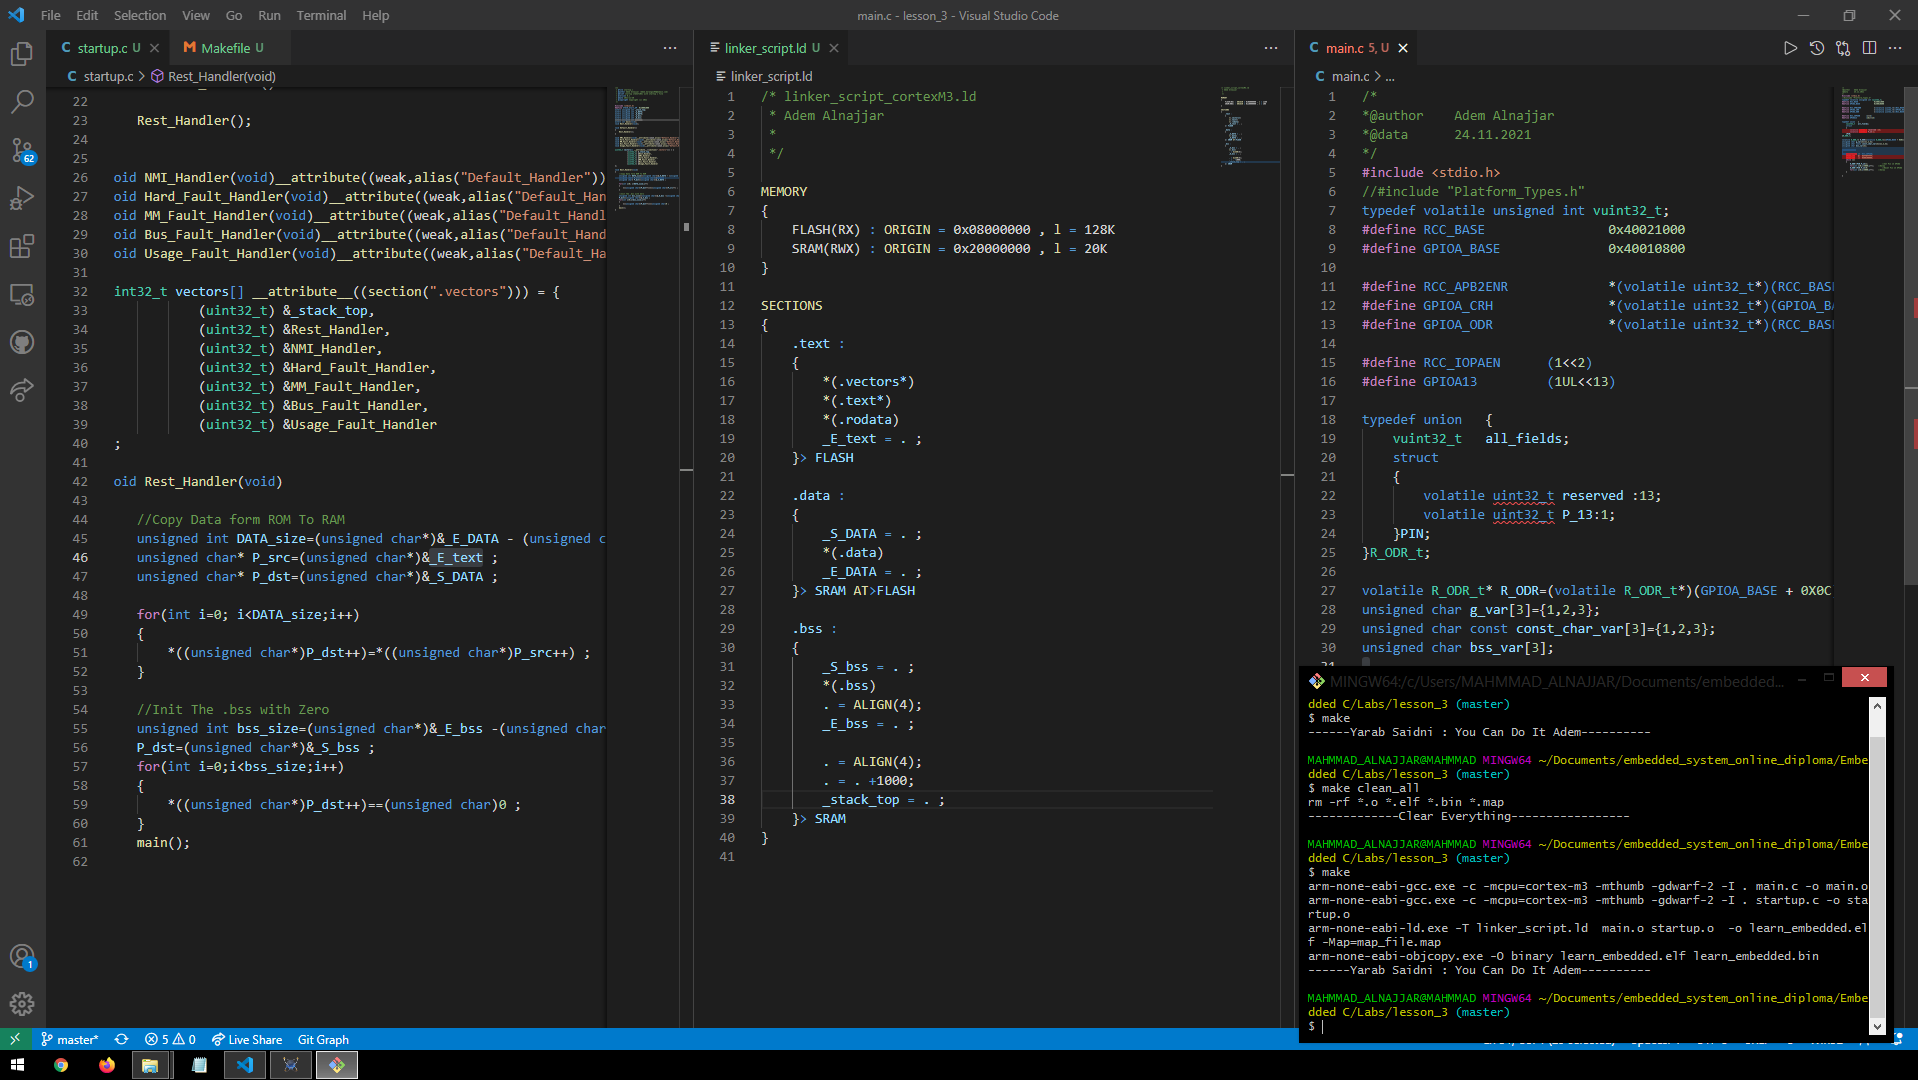 File Edit Selection View Go Run Terminal Help
main.c - lesson_3 - Visual Studio Code
C startup.c U
M Makefile U
C startup.c > Rest_Handler(void)
22
23 Rest_Handler();
24
25
26 oid NMI_Handler(void)__attribute((weak,alias("Default_Handler"))
27 oid Hard_Fault_Handler(void)__attribute((weak,alias("Default_Han
28 oid MM_Fault_Handler(void)__attribute((weak,alias("Default_Handl
29 oid Bus_Fault_Handler(void)__attribute((weak,alias("Default_Hand
30 oid Usage_Fault_Handler(void)__attribute((weak,alias("Default_Ha
31
32 int32_t vectors[] __attribute__((section(".vectors"))) = {
33 (uint32_t) &_stack_top,
34 (uint32_t) &Rest_Handler,
35 (uint32_t) &NMI_Handler,
36 (uint32_t) &Hard_Fault_Handler,
37 (uint32_t) &MM_Fault_Handler,
38 (uint32_t) &Bus_Fault_Handler,
39 (uint32_t) &Usage_Fault_Handler
40 ;
41
42 oid Rest_Handler(void)
43
44 //Copy Data form ROM To RAM
45 unsigned int DATA_size=(unsigned char*)&_E_DATA - (unsigned c
46 unsigned char* P_src=(unsigned char*)&_E_text ;
47 unsigned char* P_dst=(unsigned char*)&_S_DATA ;
48
49 for(int i=0; i<DATA_size;i++)
50 {
51 *((unsigned char*)P_dst++)=*((unsigned char*)P_src++) ;
52 }
53
54 //Init The .bss with Zero
55 unsigned int bss_size=(unsigned char*)&_E_bss -(unsigned char
56 P_dst=(unsigned char*)&_S_bss ;
57 for(int i=0;i<bss_size;i++)
58 {
59 *((unsigned char*)P_dst++)==(unsigned char)0 ;
60 }
61 main();
62
linker_script.ld U
linker_script.ld
1 /* linker_script_cortexM3.ld
2 * Adem Alnajjar
3 *
4 */
5
6 MEMORY
7 {
8 FLASH(RX) : ORIGIN = 0x08000000 , l = 128K
9 SRAM(RWX) : ORIGIN = 0x20000000 , l = 20K
10 }
11
12 SECTIONS
13 {
14 .text :
15 {
16 *(.vectors*)
17 *(.text*)
18 *(.rodata)
19 _E_text = . ;
20 }> FLASH
21
22 .data :
23 {
24 _S_DATA = . ;
25 *(.data)
26 _E_DATA = . ;
27 }> SRAM AT>FLASH
28
29 .bss :
30 {
31 _S_bss = . ;
32 *(.bss)
33 . = ALIGN(4);
34 _E_bss = . ;
35
36 . = ALIGN(4);
37 . = . +1000;
38 _stack_top = . ;
39 }> SRAM
40 }
41
C main.c 5, U
C main.c > ...
1 /*
2 *@author Adem Alnajjar
3 *@data 24.11.2021
4 */
5 #include <stdio.h>
6 //#include "Platform_Types.h"
7 typedef volatile unsigned int vuint32_t;
8 #define RCC_BASE 0x40021000
9 #define GPIOA_BASE 0x40010800
10
11 #define RCC_APB2ENR *(volatile uint32_t*)(RCC_BASE
12 #define GPIOA_CRH *(volatile uint32_t*)(GPIOA_BA
13 #define GPIOA_ODR *(volatile uint32_t*)(RCC_BASE
14
15 #define RCC_IOPAEN (1<<2)
16 #define GPIOA13 (1UL<<13)
17
18 typedef union {
19 vuint32_t all_fields;
20 struct
21 {
22 volatile uint32_t reserved :13;
23 volatile uint32_t P_13:1;
24 }PIN;
25 }R_ODR_t;
26
27 volatile R_ODR_t* R_ODR=(volatile R_ODR_t*)(GPIOA_BASE + 0X0C
28 unsigned char g_var[3]={1,2,3};
29 unsigned char const const_char_var[3]={1,2,3};
30 unsigned char bss_var[3];
31
MINGW64:/c/Users/MAHMMAD_ALNAJJAR/Documents/embedded...
dded C/Labs/lesson_3 (master)
$ make
------Yarab Saidni : You Can Do It Adem----------
MAHMMAD_ALNAJJAR@MAHMMAD MINGW64 ~/Documents/embedded_system_online_diploma/Embe
dded C/Labs/lesson_3 (master)
$ make clean_all
rm -rf *.o *.elf *.bin *.map
-------------Clear Everything-----------------
MAHMMAD_ALNAJJAR@MAHMMAD MINGW64 ~/Documents/embedded_system_online_diploma/Embe
dded C/Labs/lesson_3 (master)
$ make
arm-none-eabi-gcc.exe -c -mcpu=cortex-m3 -mthumb -gdwarf-2 -I . main.c -o main.o
arm-none-eabi-gcc.exe -c -mcpu=cortex-m3 -mthumb -gdwarf-2 -I . startup.c -o sta
rtup.o
arm-none-eabi-ld.exe -T linker_script.ld main.o startup.o -o learn_embedded.el
f -Map=map_file.map
arm-none-eabi-objcopy.exe -O binary learn_embedded.elf learn_embedded.bin
------Yarab Saidni : You Can Do It Adem----------
MAHMMAD_ALNAJJAR@MAHMMAD MINGW64 ~/Documents/embedded_system_online_diploma/Embe
dded C/Labs/lesson_3 (master)
$
62
1
master* 5 0 Live Share Git Graph